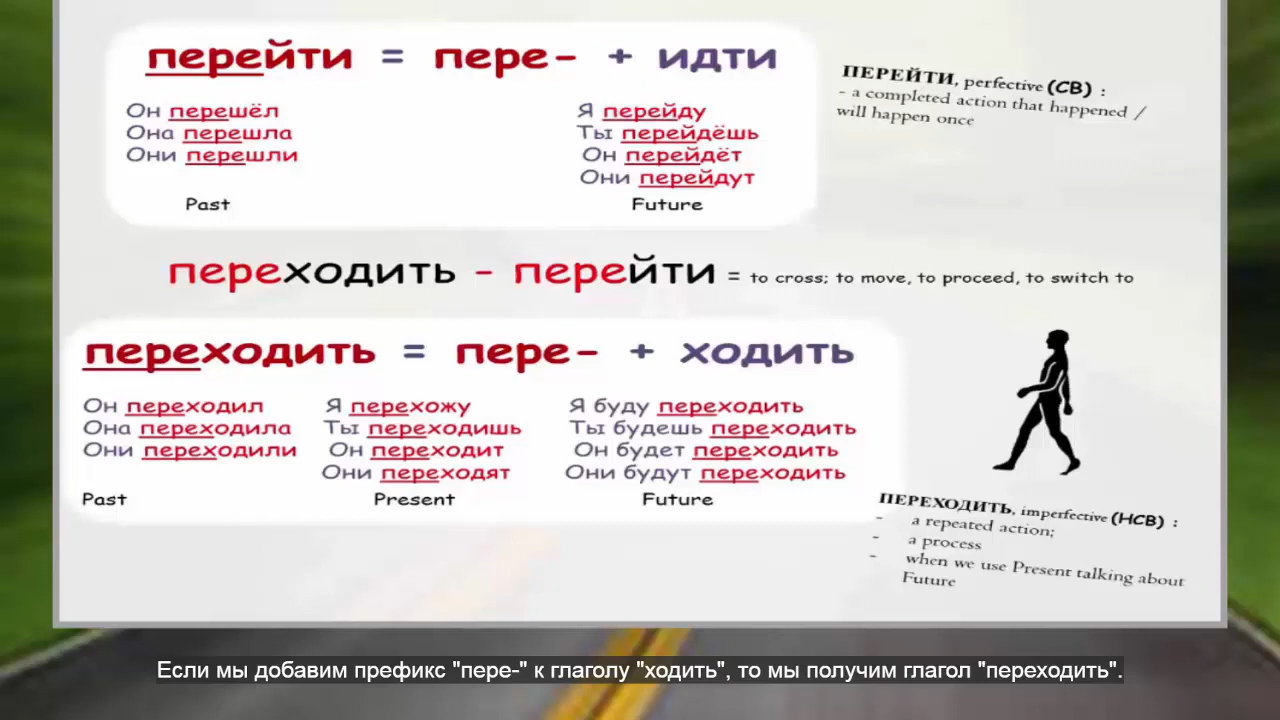 перейти = пере- + идти
Он перешёл
Она перешла
Они перешли
Past
Я перейду
Ты перейдёшь
Он перейдёт
Они перейдут
Future
ПЕРЕЙТИ, perfective (СВ) :
- a completed action that happened /
will happen once
переходить - перейти = to cross; to move, to proceed, to switch to
переходить = пере- + ходить
Он переходил
Она переходила
Они переходили
Past
Я перехожу
Ты переходишь
Он переходит
Они переходят
Present
Я буду переходить
Ты будешь переходить
Он будет переходить
Они будут переходить
Future
ПЕРЕХОДИТЬ, imperfective (НСВ) :
- a repeated action;
- a process
- when we use Present talking about
Future
Если мы добавим префикс "пере-" к глаголу "ходить", то мы получим глагол "переходить".